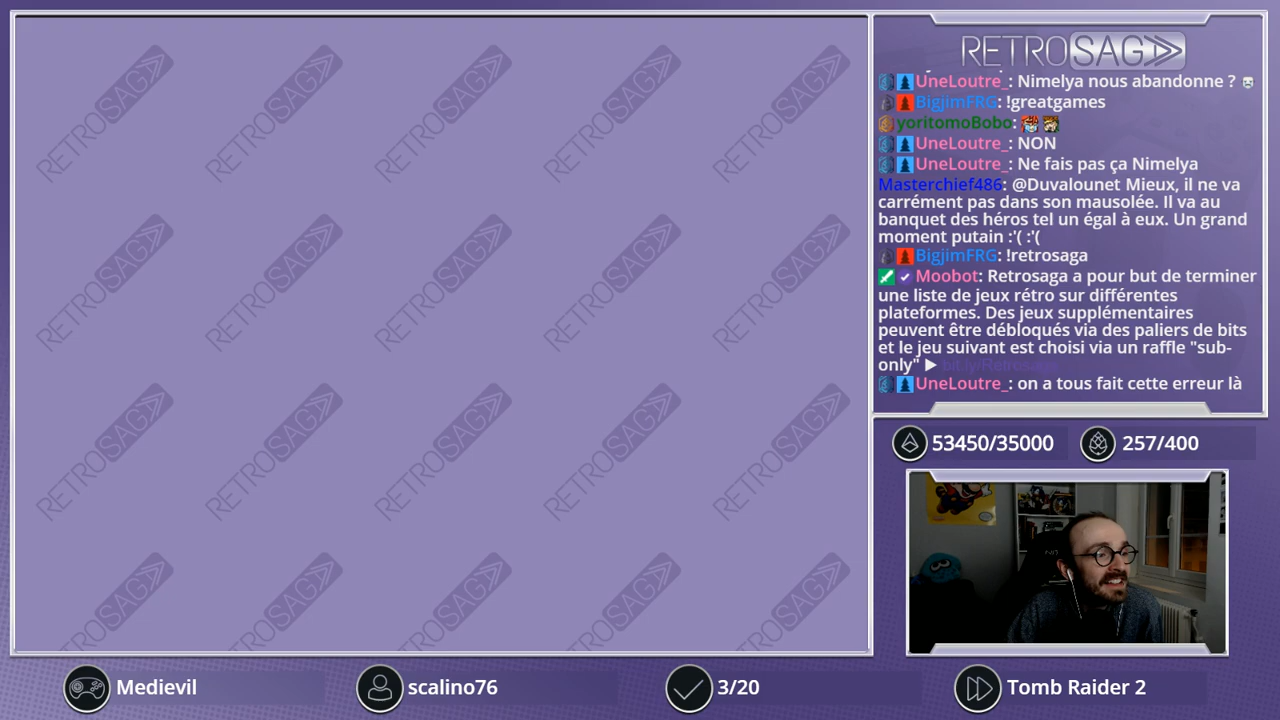 RETROSAGA
UneLoutre_: Nimelya nous abandonne ?
BigjimFRG: !greatgames
yoritomoBobo:
UneLoutre_: NON
UneLoutre_: Ne fais pas ça Nimelya
Masterchief486: @Duvalounet Mieux, il ne va
carrément pas dans son mausolée. Il va au
banquet des héros tel un égal à eux. Un grand
moment putain :'( :'(
BigjimFRG: !retrosaga
Moobot: Retrosaga a pour but de terminer
une liste de jeux rétro sur différentes
plateformes. Des jeux supplémentaires
peuvent être débloqués via des paliers de bits
et le jeu suivant est choisi via un raffle "sub-
only" ▶
UneLoutre_: on a tous fait cette erreur là
53450/35000 257/400
Medievil scalino76 3/20 Tomb Raider 2